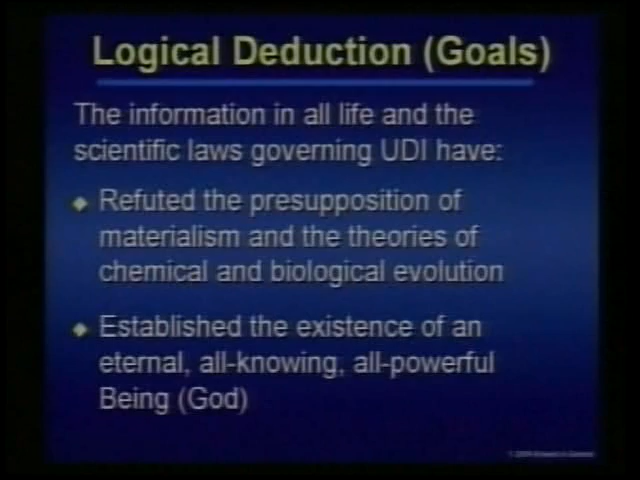 Logical Deduction (Goals)
The information in all life and the
scientific laws governing UDI have:
Refuted the presupposition of
materialism and the theories of
chemical and biological evolution
Established the existence of an
eternal, all-knowing, all-powerful
Being (God)